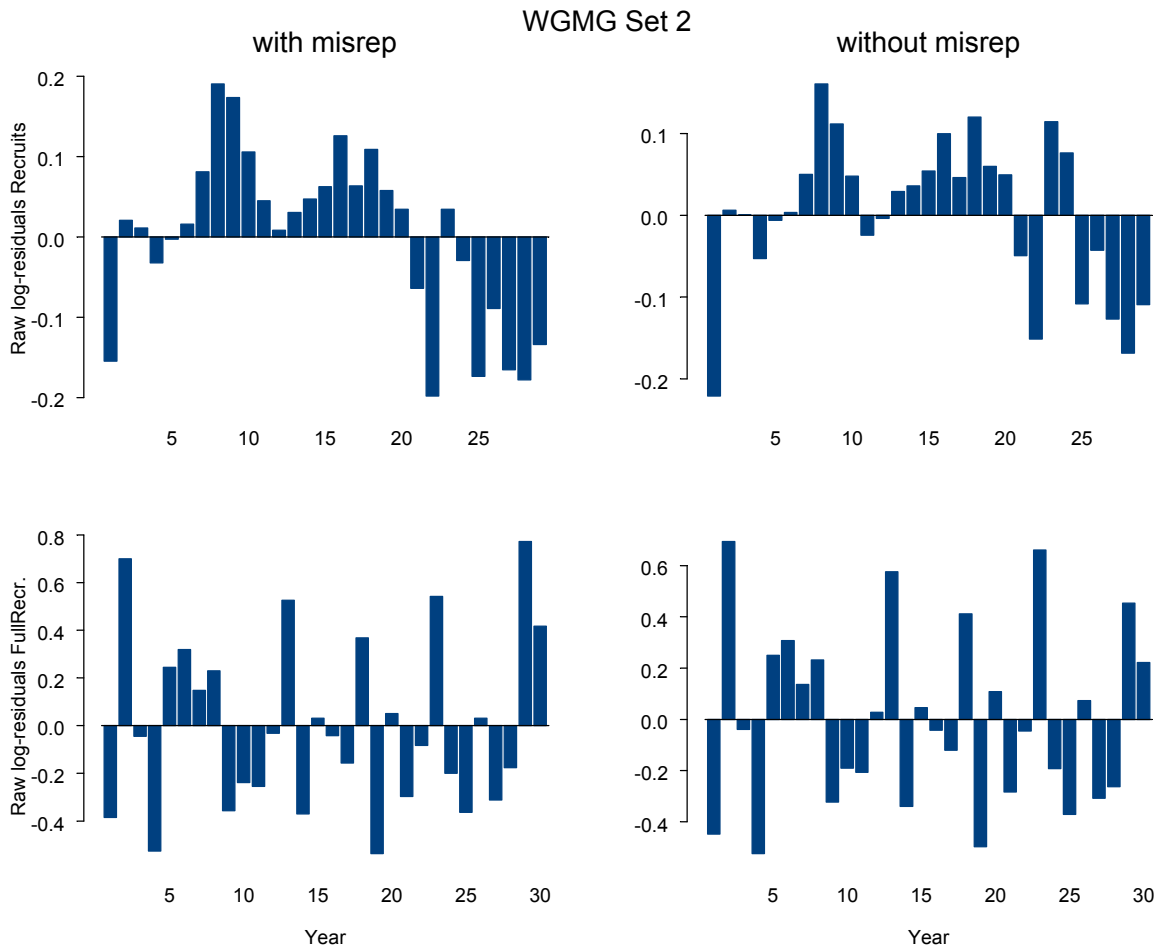 WGMG Set 2
with misrep
without misrep
Raw log-residuals Recruits
0.2
0.1
0.0
-0.1
-0.2
5 10 15 20 25
0.1
0.0
-0.1
-0.2
5 10 15 20 25
Raw log-residuals FullRecr.
0.8
0.6
0.4
0.2
0.0
-0.2
-0.4
5 10 15 20 25 30
Year
0.6
0.4
0.2
0.0
-0.2
-0.4
5 10 15 20 25 30
Year